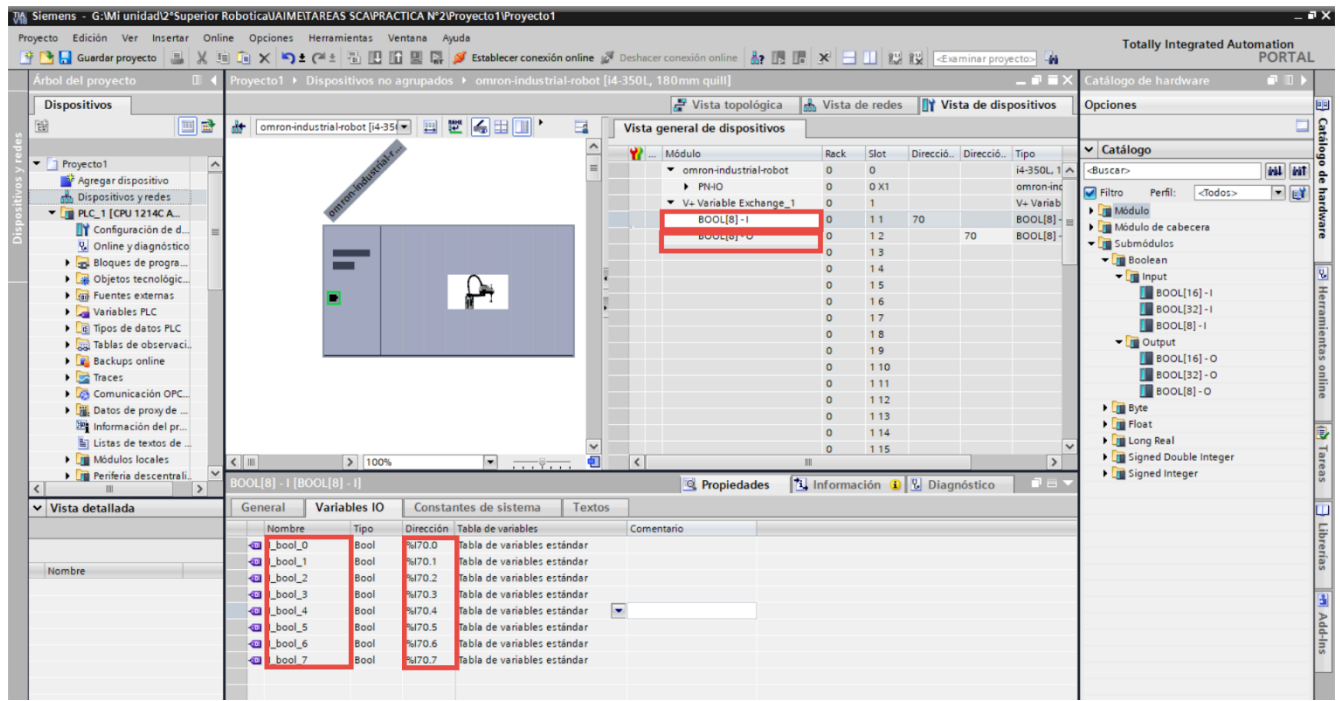 Siemens - G:\Mi unidad\2ºSuperior Robotica\JAIME\TAREAS SCA\PRACTICA Nº2\Proyecto1\Proyecto1
Proyecto Edición Ver Insertar Online Opciones Herramientas Ventana Ayuda
Totally Integrated Automation
PORTAL
Guardar proyecto Establecer conexión online Deshacer conexión online <Examinar proyecto>
Árbol del proyecto
Dispositivos
Dispositivos y redes
Proyecto1
Agregar dispositivo
Dispositivos y redes
PLC_1 [CPU 1214C A...
Configuración de d...
Online y diagnóstico
Bloques de progra...
Objetos tecnológic...
Fuentes externas
Variables PLC
Tipos de datos PLC
Tablas de observaci...
Backups online
Traces
Comunicación OPC...
Datos de proxy de ...
Información del pr...
Listas de textos de ...
Módulos locales
Periferia descentrali...
Vista detallada
Nombre
Proyecto1 Dispositivos no agrupados omron-industrial-robot [i4-350L, 180mm quill]
Vista topológica Vista de redes Vista de dispositivos
omron-industrial-robot [i4-35
omron-industrial-r...
100%
Vista general de dispositivos
... Módulo Rack Slot Direcció... Direcció... Tipo
omron-industrial-robot 0 0 i4-350L, 1
PN-IO 0 0 X1 omron-ind
V+ Variable Exchange_1 0 1 V+ Variab
BOOL[8] - I 0 1 1 70 BOOL[8] -
BOOL[8] - O 0 1 2 70 BOOL[8] -
0 1 3
0 1 4
0 1 5
0 1 6
0 1 7
0 1 8
0 1 9
0 1 10
0 1 11
0 1 12
0 1 13
0 1 14
0 1 15
BOOL[8] - I [BOOL[8] - I]
Propiedades Información Diagnóstico
General Variables IO Constantes de sistema Textos
Nombre Tipo Dirección Tabla de variables Comentario
I_bool_0 Bool %I70.0 Tabla de variables estándar
I_bool_1 Bool %I70.1 Tabla de variables estándar
I_bool_2 Bool %I70.2 Tabla de variables estándar
I_bool_3 Bool %I70.3 Tabla de variables estándar
I_bool_4 Bool %I70.4 Tabla de variables estándar
I_bool_5 Bool %I70.5 Tabla de variables estándar
I_bool_6 Bool %I70.6 Tabla de variables estándar
I_bool_7 Bool %I70.7 Tabla de variables estándar
Catálogo de hardware
Opciones
Catálogo
<Buscar>
Filtro Perfil: <Todos>
Módulo
Módulo de cabecera
Submódulos
Boolean
Input
BOOL[16] - I
BOOL[32] - I
BOOL[8] - I
Output
BOOL[16] - O
BOOL[32] - O
BOOL[8] - O
Byte
Float
Long Real
Signed Double Integer
Signed Integer
Catálogo de hardware
Herramientas online
Tareas
Librerías
Add-Ins